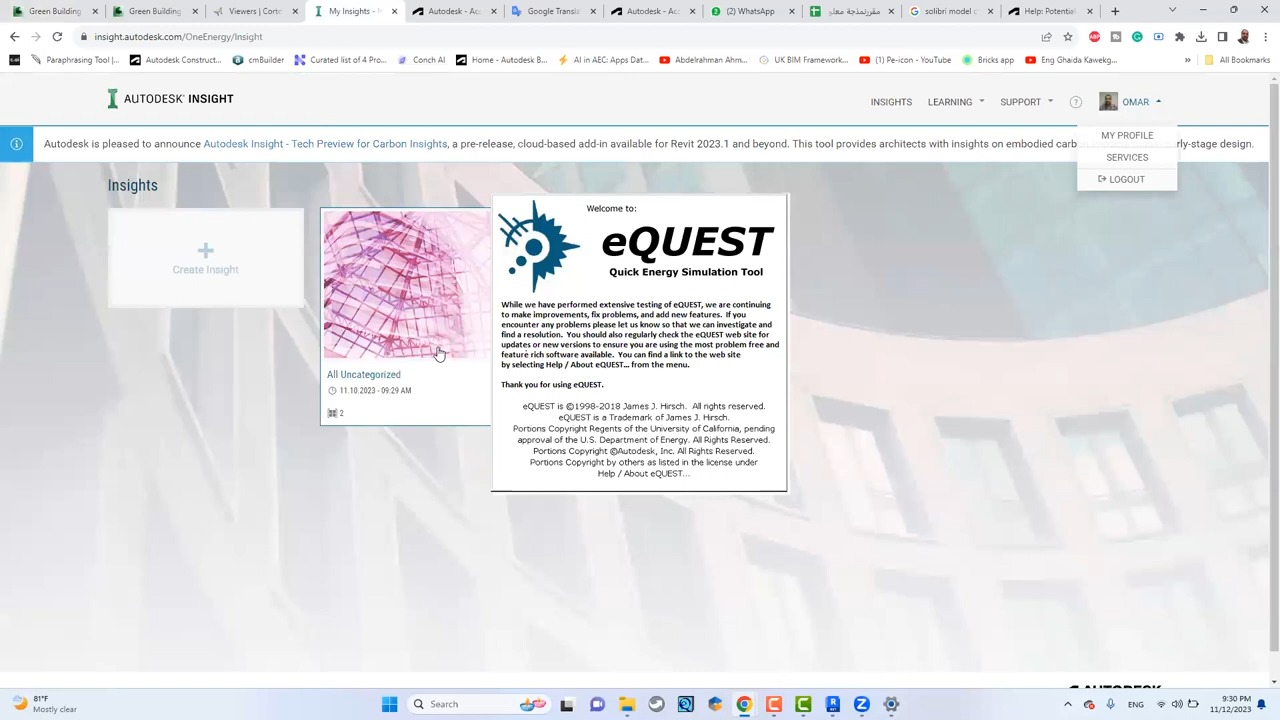 Green Building
Green Building
Viewers | Corte
My Insights -
Autodesk - Ac
Google Transl
Autodesk - Au
(2) WhatsApp
مقررنمذجة معلو
solibri model c
Help: Potential
insight.autodesk.com/OneEnergy/Insight
Paraphrasing Tool |...
Autodesk Construct...
cmBuilder
Curated list of 4 Pro...
Conch AI
Home - Autodesk B...
AI in AEC: Apps Dat...
Abdelrahman Ahm...
UK BIM Framework...
(1) Pe-icon - YouTube
Bricks app
Eng Ghaida Kawekg...
All Bookmarks
AUTODESK' INSIGHT
INSIGHTS
LEARNING
SUPPORT
OMAR
MY PROFILE
SERVICES
LOGOUT
Autodesk is pleased to announce Autodesk Insight - Tech Preview for Carbon Insights, a pre-release, cloud-based add-in available for Revit 2023.1 and beyond. This tool provides architects with insights on embodied carbon
rly-stage design.
Insights
Create Insight
All Uncategorized
11.10.2023 - 09:29 AM
2
Welcome to:
eQUEST
Quick Energy Simulation Tool
While we have performed extensive testing of eQUEST, we are continuing
to make improvements, fix problems, and add new features. If you
encounter any problems please let us know so that we can investigate and
find a resolution. You should also regularly check the eQUEST web site for
updates or new versions to ensure you are using the most problem free and
feature rich software available. You can find a link to the web site
by selecting Help / About eQUEST... from the menu.
Thank you for using eQUEST.
eQUEST is ©1998-2018 James J. Hirsch. All rights reserved.
eQUEST is a Trademark of James J. Hirsch.
Portions Copyright Regents of the University of California, pending
approval of the U.S. Department of Energy. All Rights Reserved.
Portions Copyright ©Autodesk, Inc. All Rights Reserved.
Portions Copyright by others as listed in the license under
Help / About eQUEST...
81°F
Mostly clear
Search
ENG
9:30 PM
11/12/2023